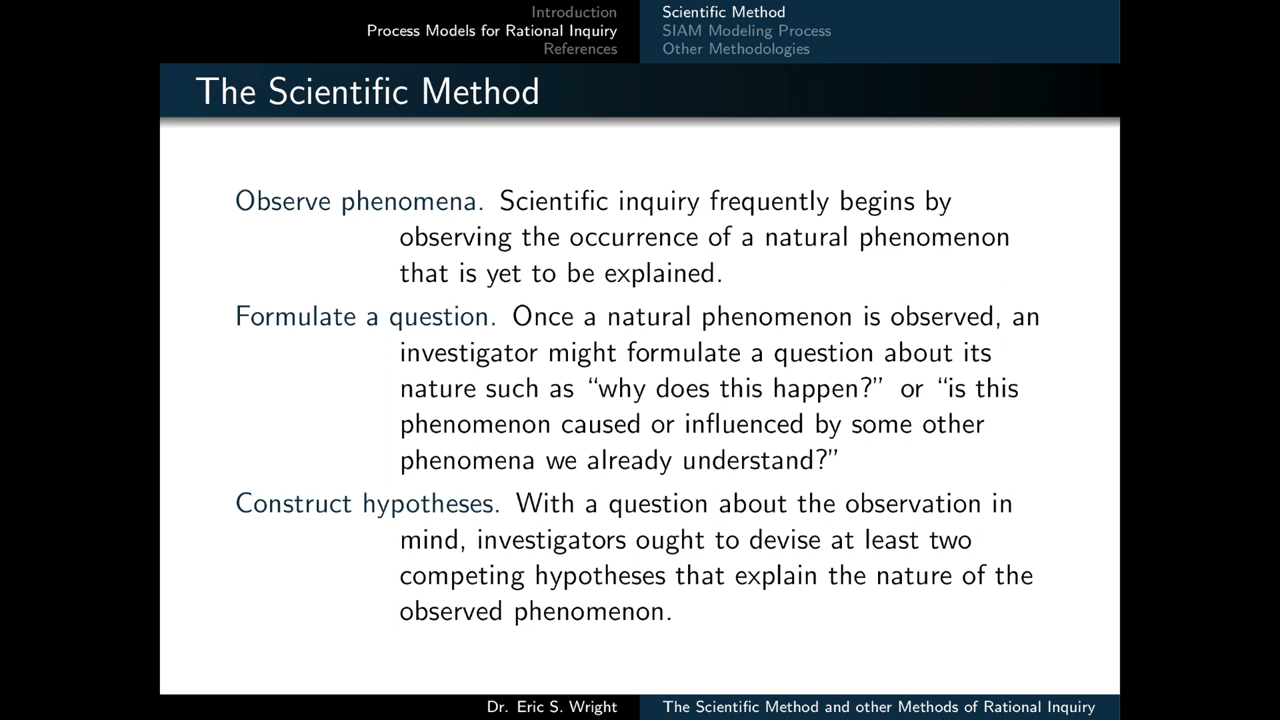 Introduction
Process Models for Rational Inquiry
References
Scientific Method
SIAM Modeling Process
Other Methodologies
The Scientific Method
Observe phenomena. Scientific inquiry frequently begins by
observing the occurrence of a natural phenomenon
that is yet to be explained.
Formulate a question. Once a natural phenomenon is observed, an
investigator might formulate a question about its
nature such as “why does this happen?” or “is this
phenomenon caused or influenced by some other
phenomena we already understand?”
Construct hypotheses. With a question about the observation in
mind, investigators ought to devise at least two
competing hypotheses that explain the nature of the
observed phenomenon.
Dr. Eric S. Wright
The Scientific Method and other Methods of Rational Inquiry